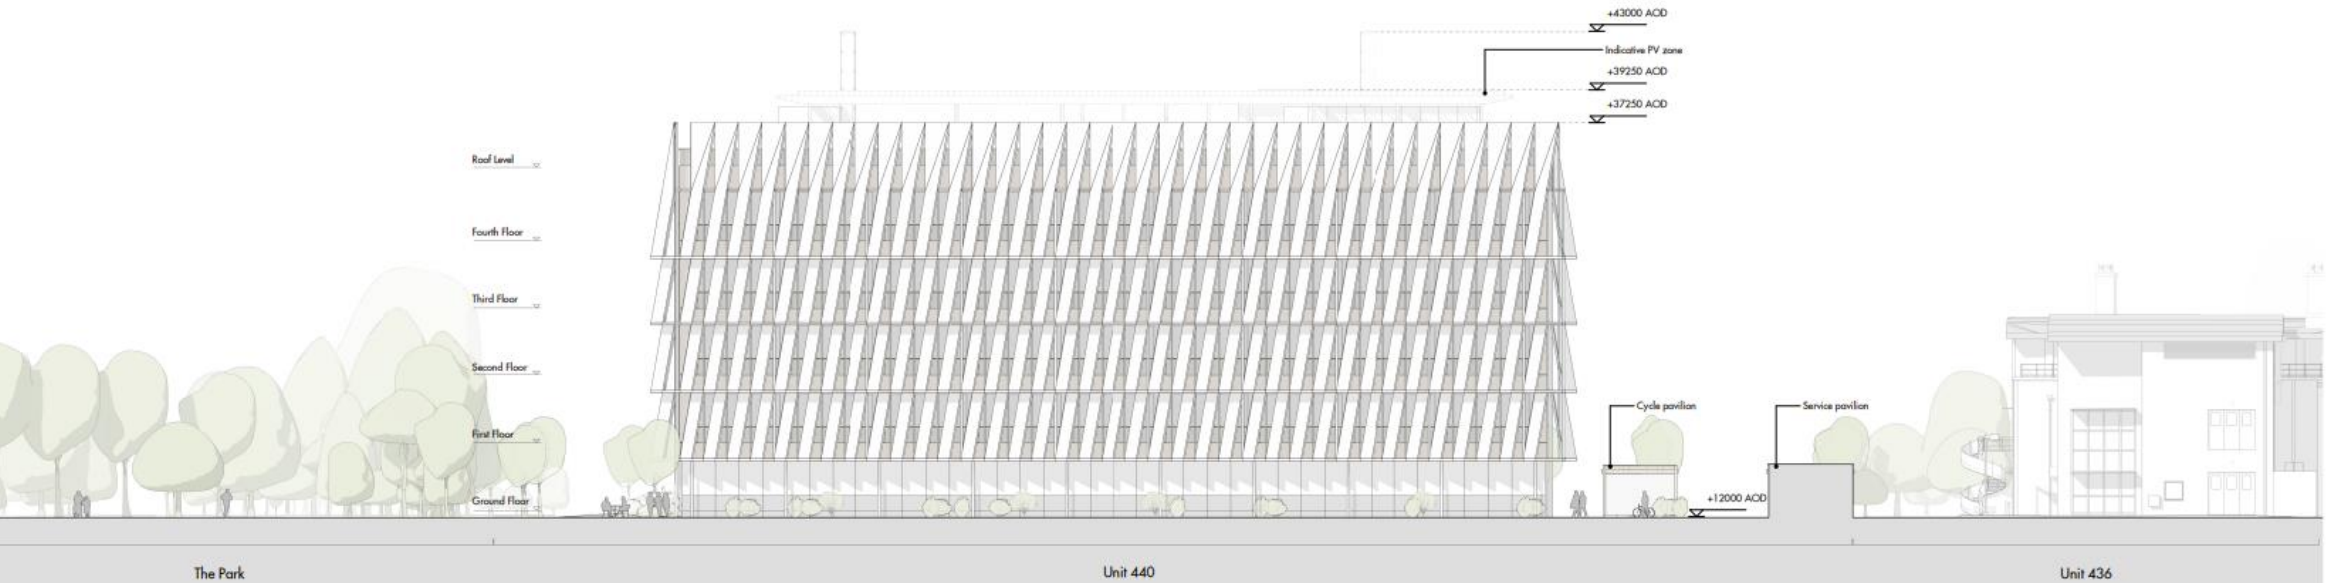 +43000 AOD
Indicative PV zone
+39250 AOD
+37250 AOD
Roof Level
Fourth Floor
Third Floor
Second Floor
First Floor
Ground Floor
Cycle pavilion
Service pavilion
+12000 AOD
The Park
Unit 440
Unit 436